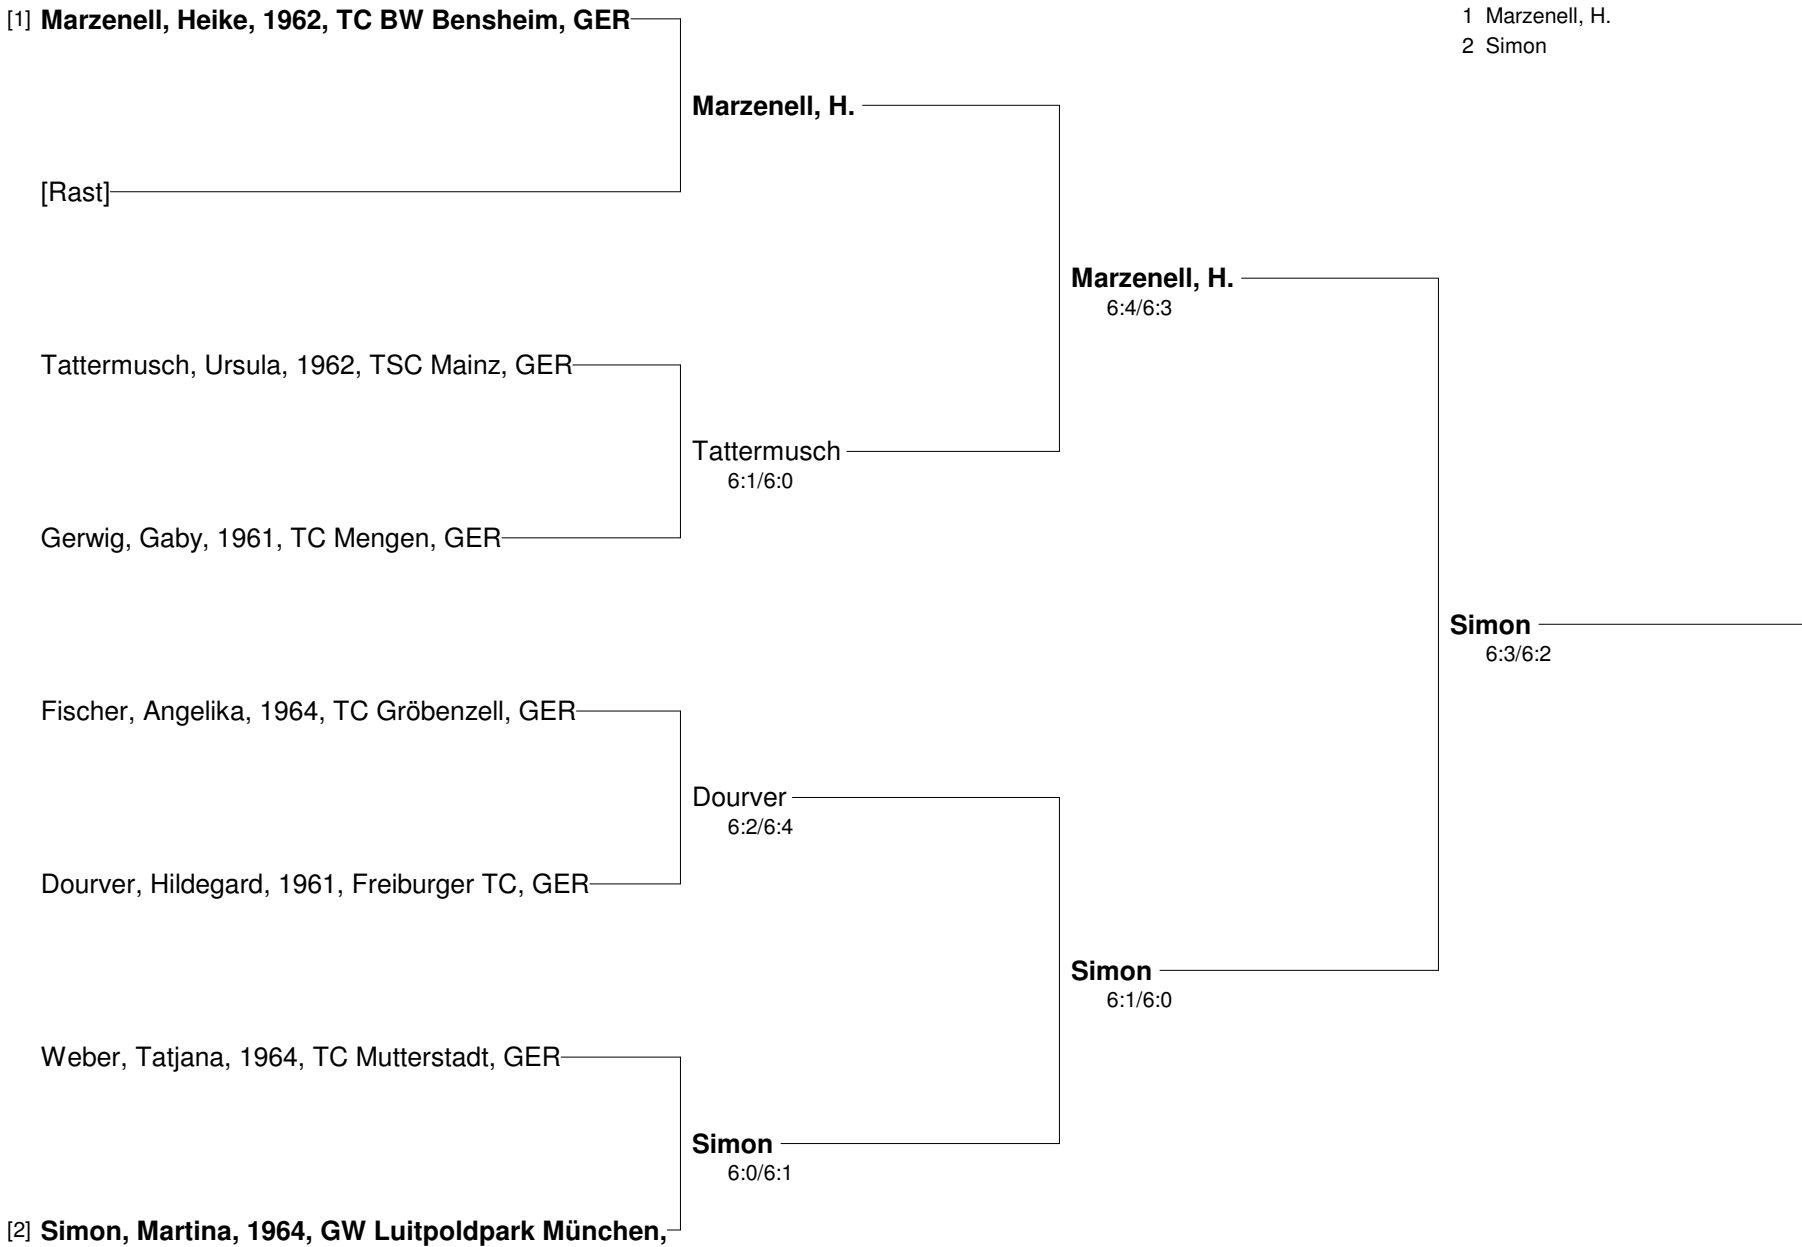 [1] Marzenell, Heike, 1962, TC BW Bensheim, GER
1 Marzenell, H.
2 Simon
Marzenell, H.
[Rast]
Marzenell, H.
6:4/6:3
Tattermusch, Ursula, 1962, TSC Mainz, GER
Tattermusch
6:1/6:0
Gerwig, Gaby, 1961, TC Mengen, GER
Simon
6:3/6:2
Fischer, Angelika, 1964, TC Gröbenzell, GER
Dourver
6:2/6:4
Dourver, Hildegard, 1961, Freiburger TC, GER
Simon
6:1/6:0
Weber, Tatjana, 1964, TC Mutterstadt, GER
Simon
6:0/6:1
[2] Simon, Martina, 1964, GW Luitpoldpark München,